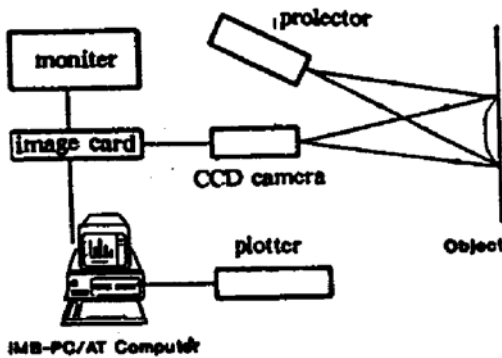 prolector
moniter
image card
CCD camera
plotter
Object
IMB-PC/AT Computer